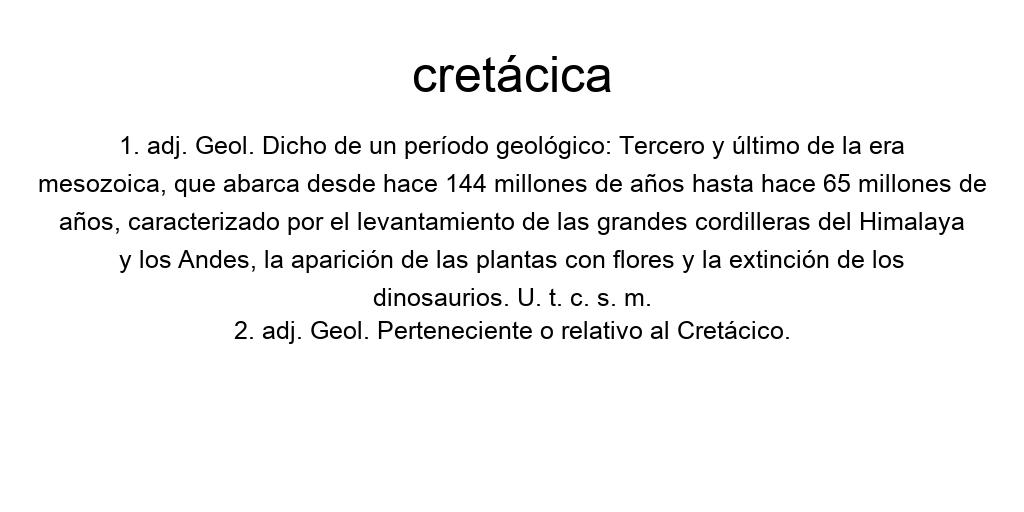 cretácica
1. adj. Geol. Dicho de un período geológico: Tercero y último de la era
mesozoica, que abarca desde hace 144 millones de años hasta hace 65 millones de
años, caracterizado por el levantamiento de las grandes cordilleras del Himalaya
y los Andes, la aparición de las plantas con flores y la extinción de los
dinosaurios. U. t. c. s. m.
2. adj. Geol. Perteneciente o relativo al Cretácico.